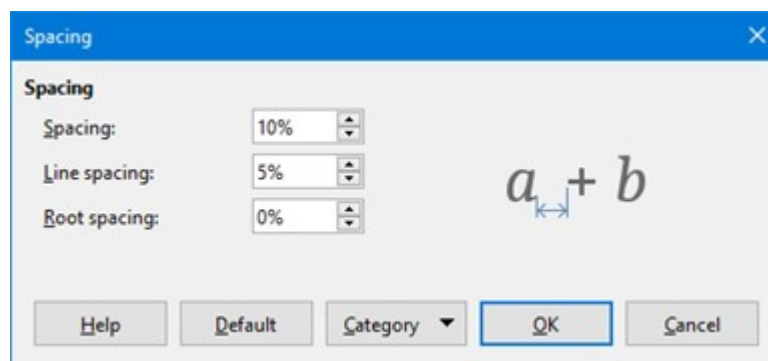 Spacing
Spacing
Spacing: 10%
Line spacing: 5%
Root spacing: 0%
a + b
Help Default Category OK Cancel